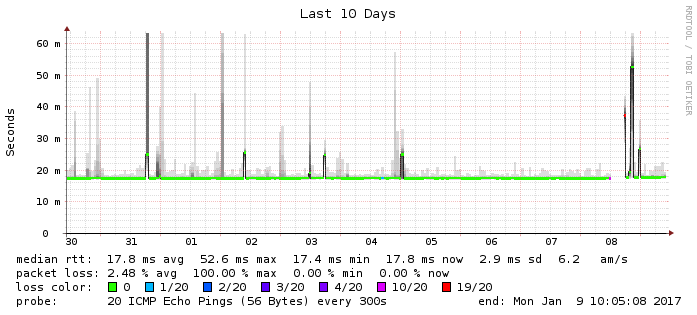 Last 10 Days
RRDTOOL / TOBI OETIKER
Seconds
60 m
50 m
40 m
30 m
20 m
10 m
0
30 31 01 02 03 04 05 06 07 08
median rtt: 17.8 ms avg 52.6 ms max 17.4 ms min 17.8 ms now 2.9 ms sd 6.2 am/s
packet loss: 2.48 % avg 100.00 % max 0.00 % min 0.00 % now
loss color: 0 1/20 2/20 3/20 4/20 10/20 19/20
probe: 20 ICMP Echo Pings (56 Bytes) every 300s end: Mon Jan 9 10:05:08 2017